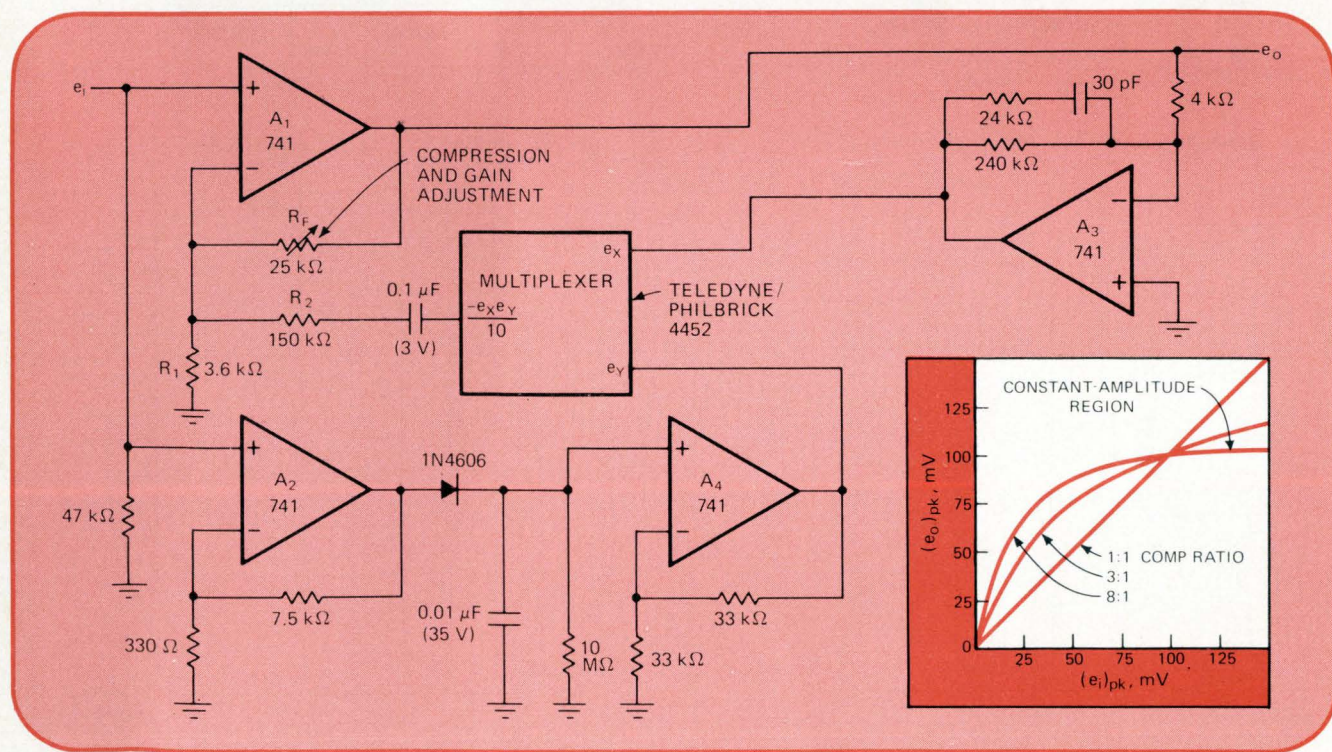 eᵢ
+
A₁
741
−
COMPRESSION
AND GAIN
ADJUSTMENT
R_F
25 kΩ
R₂
150 kΩ
0.1 μF
(3 V)
R₁
3.6 kΩ
MULTIPLEXER
−eₓeᵧ
10
eₓ
eᵧ
TELEDYNE/
PHILBRICK
4452
eₒ
30 pF
4 kΩ
24 kΩ
240 kΩ
−
A₃
741
+
47 kΩ
+
A₂
741
−
7.5 kΩ
330 Ω
1N4606
0.01 μF
(35 V)
10
MΩ
+
A₄
741
−
33 kΩ
33 kΩ
CONSTANT-AMPLITUDE
REGION
(eₒ)pk, mV
125
100
75
50
25
0
1:1 COMP RATIO
3:1
8:1
25 50 75 100 125
(eᵢ)pk, mV